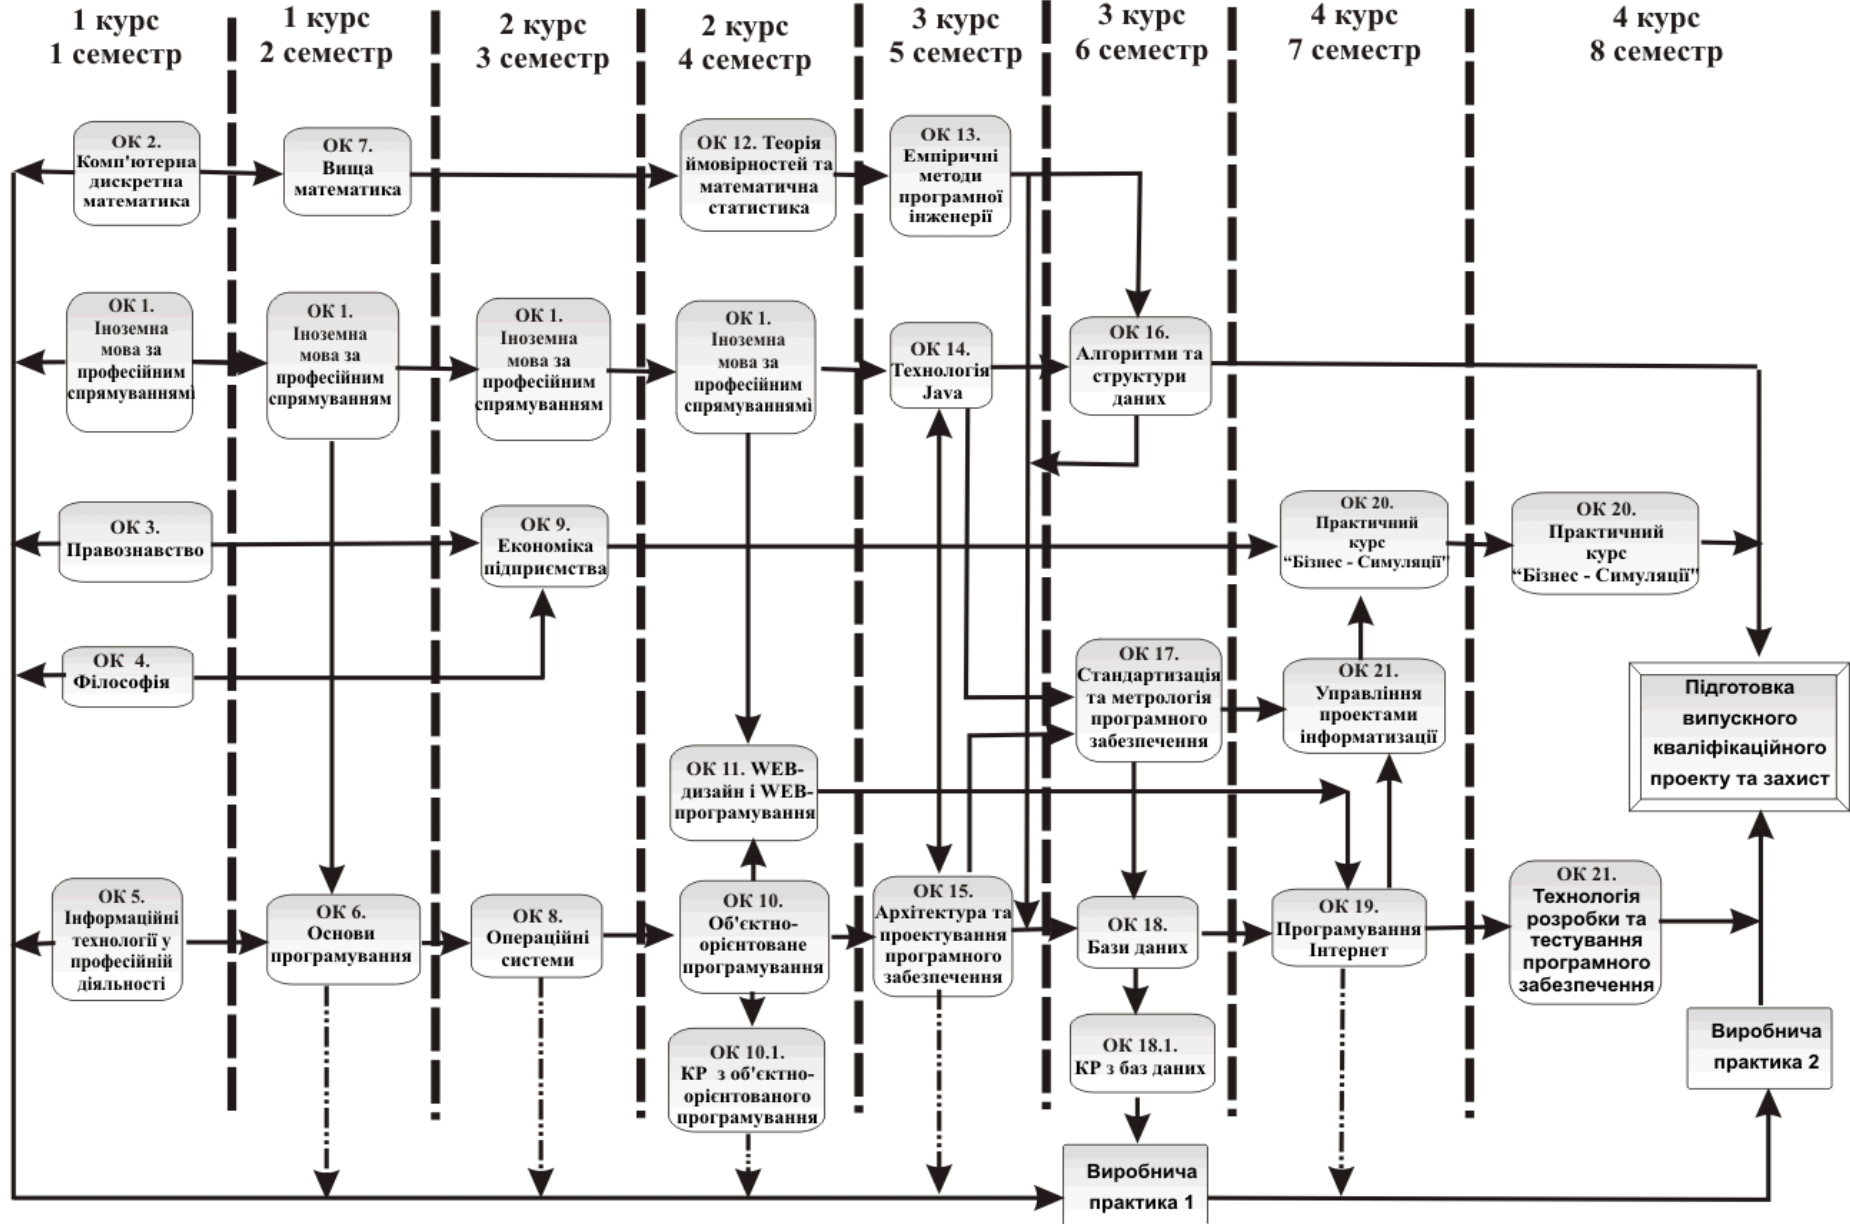 1 курс
1 семестр
1 курс
2 семестр
2 курс
3 семестр
2 курс
4 семестр
3 курс
5 семестр
3 курс
6 семестр
4 курс
7 семестр
4 курс
8 семестр
ОК 2.
Комп'ютерна
дискретна
математика
ОК 7.
Вища
математика
ОК 12. Теорія
ймовірностей та
математична
статистика
ОК 13.
Емпіричні
методи
програмної
інженерії
ОК 1.
Іноземна
мова за
професійним
спрямуваннямі
ОК 1.
Іноземна
мова за
професійним
спрямуванням
ОК 1.
Іноземна
мова за
професійним
спрямуванням
ОК 1.
Іноземна
мова за
професійним
спрямуваннямі
ОК 14.
Технологія
Java
ОК 16.
Алгоритми та
структури
даних
ОК 3.
Правознавство
ОК 9.
Економіка
підприємства
ОК 20.
Практичний
курс
“Бізнес - Симуляції"
ОК 20.
Практичний
курс
“Бізнес - Симуляції"
ОК 4.
Філософія
ОК 17.
Стандартизація
та метрологія
програмного
забезпечення
ОК 21.
Управління
проектами
інформатизації
Підготовка
випускного
кваліфікаційного
проекту та захист
ОК 11. WEB-
дизайн і WEB-
програмування
ОК 5.
Інформаційні
технології у
професійній
діяльності
ОК 6.
Основи
програмування
ОК 8.
Операційні
системи
ОК 10.
Об'єктно-
орієнтоване
програмування
ОК 15.
Архітектура та
проектування
програмного
забезпечення
ОК 18.
Бази даних
ОК 19.
Програмування
Інтернет
ОК 21.
Технологія
розробки та
тестування
програмного
забезпечення
ОК 10.1.
КР з об'єктно-
орієнтованого
програмування
ОК 18.1.
КР з баз даних
Виробнича
практика 2
Виробнича
практика 1